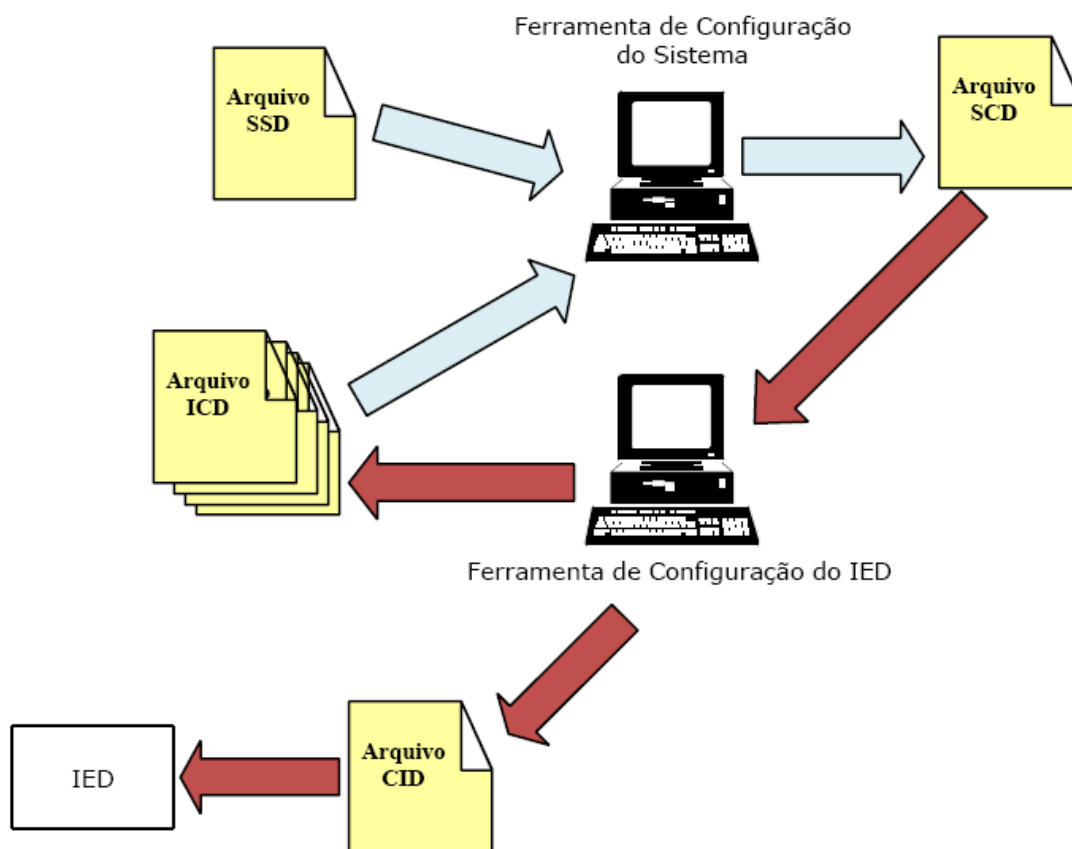 Ferramenta de Configuração
do Sistema
Arquivo
SSD
Arquivo
SCD
Arquivo
ICD
Ferramenta de Configuração do IED
Arquivo
CID
IED